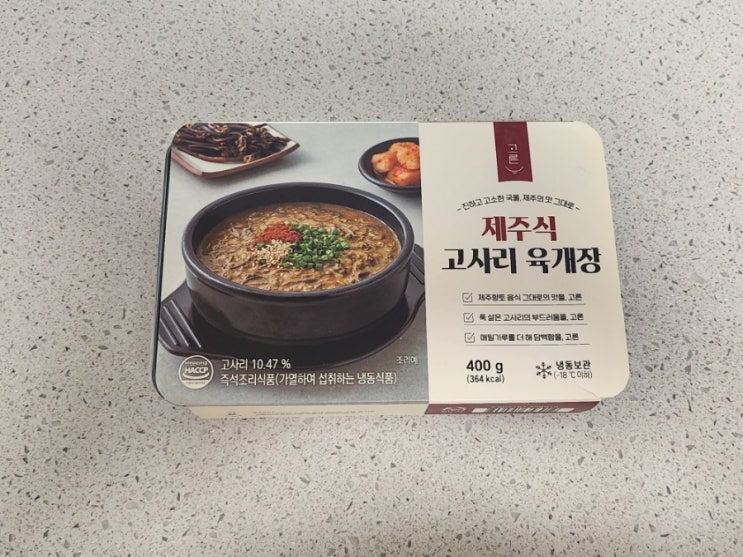 고론
- 진하고 고소한 국물, 제주의 맛 그대로 -
제주식
고사리 육개장
제주향토 음식 그대로의 맛을, 고론
푹 삶은 고사리의 부드러움을, 고론
메밀가루를 더 해 담백함을, 고론
400 g
(364 kcal)
냉동보관
(-18 ℃ 이하)
HACCP
고사리 10.47 %
즉석조리식품(가열하여 섭취하는 냉동식품)
조리예